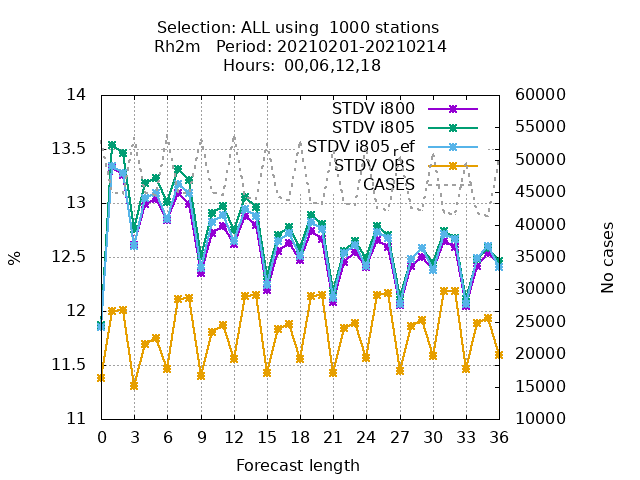 Selection: ALL using  1000 stations
Rh2m   Period: 20210201-20210214
Hours:  00,06,12,18
14
13.5
13
12.5
12
11.5
11
60000
55000
50000
45000
40000
35000
30000
25000
20000
15000
10000
STDV i800
STDV i805
STDV i805_ref
STDV OBS
CASES
%
No cases
0 3 6 9 12 15 18 21 24 27 30 33 36
Forecast length